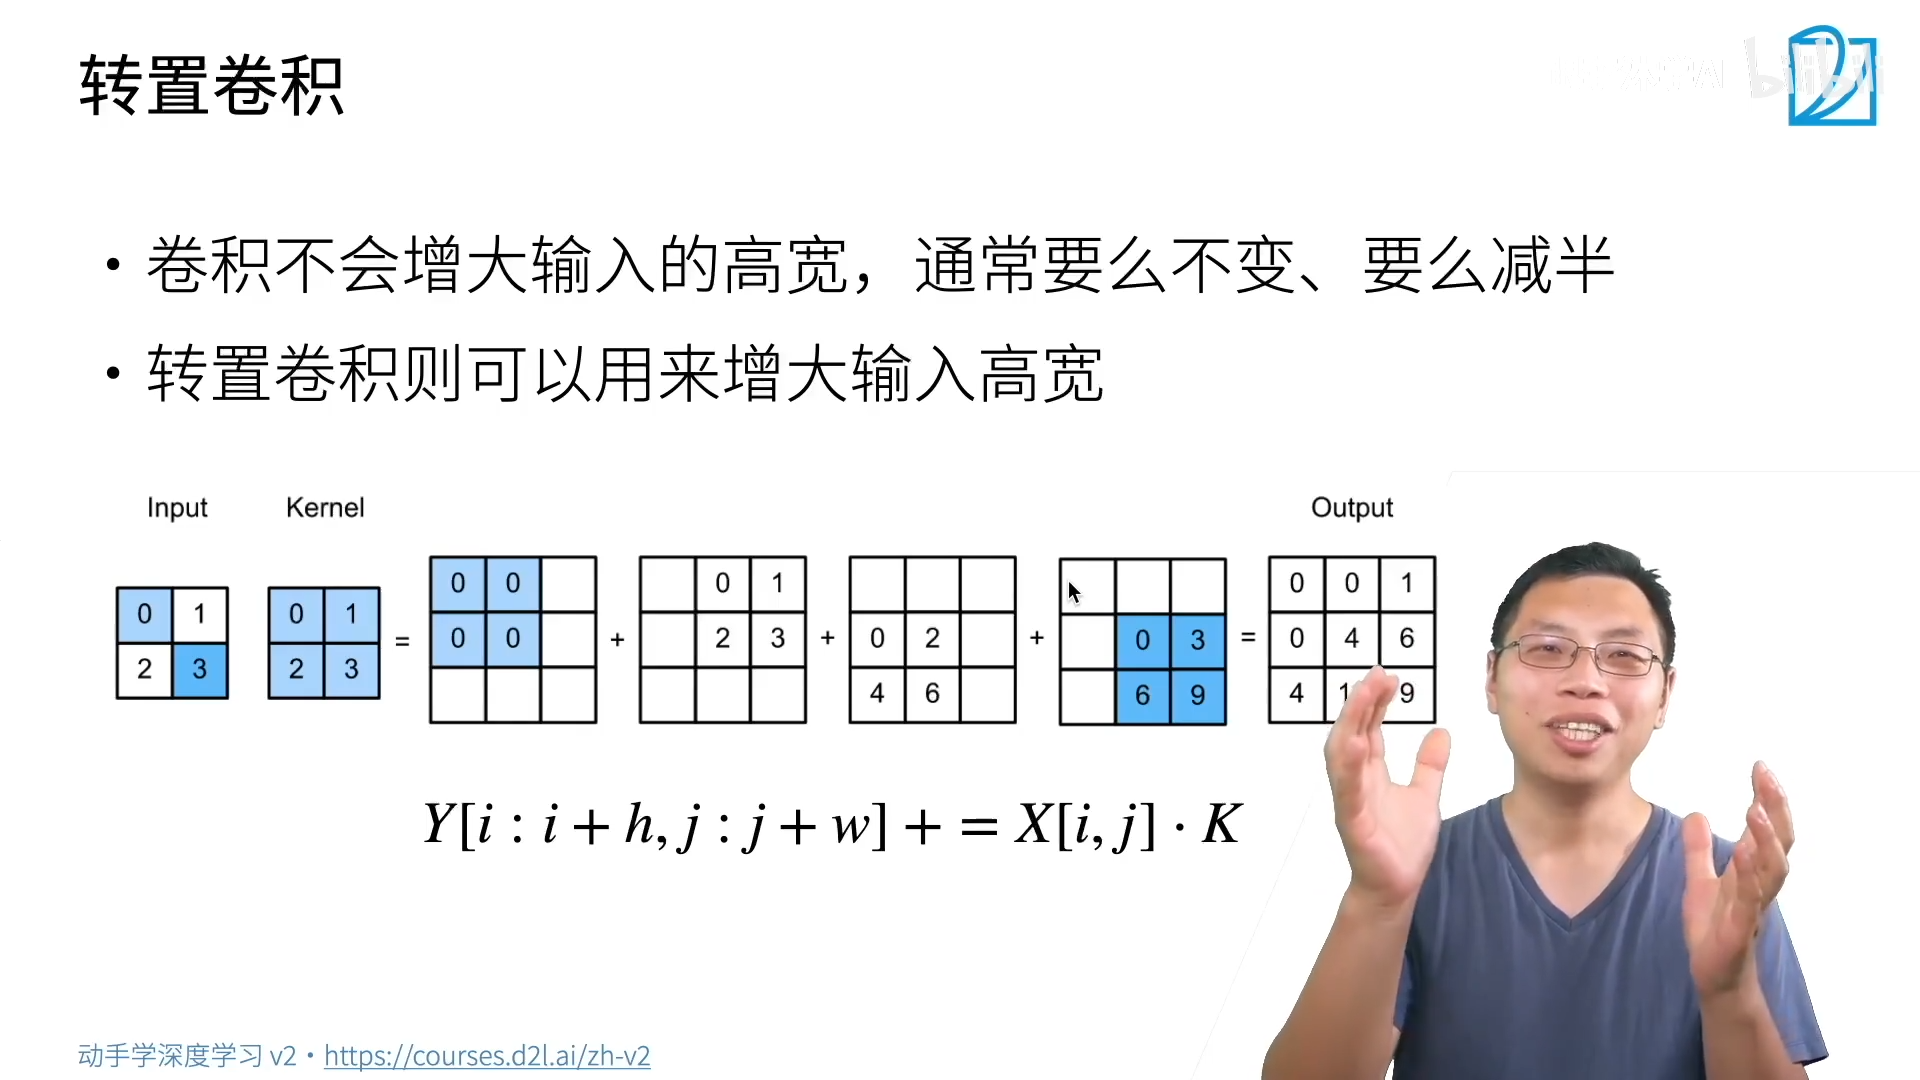 转置卷积
• 卷积不会增大输入的高宽，通常要么不变、要么减半
• 转置卷积则可以用来增大输入高宽
Input Kernel Output
0 0 0 1 0 0 1
0 1 0 1 = 0 0 + 2 3 + 0 2 + 0 3 = 0 4 6
2 3 2 3 4 6 6 9 4 9
Y[i : i + h, j : j + w] + = X[i, j] · K
动手学深度学习 v2 • https://courses.d2l.ai/zh-v2
bilibili